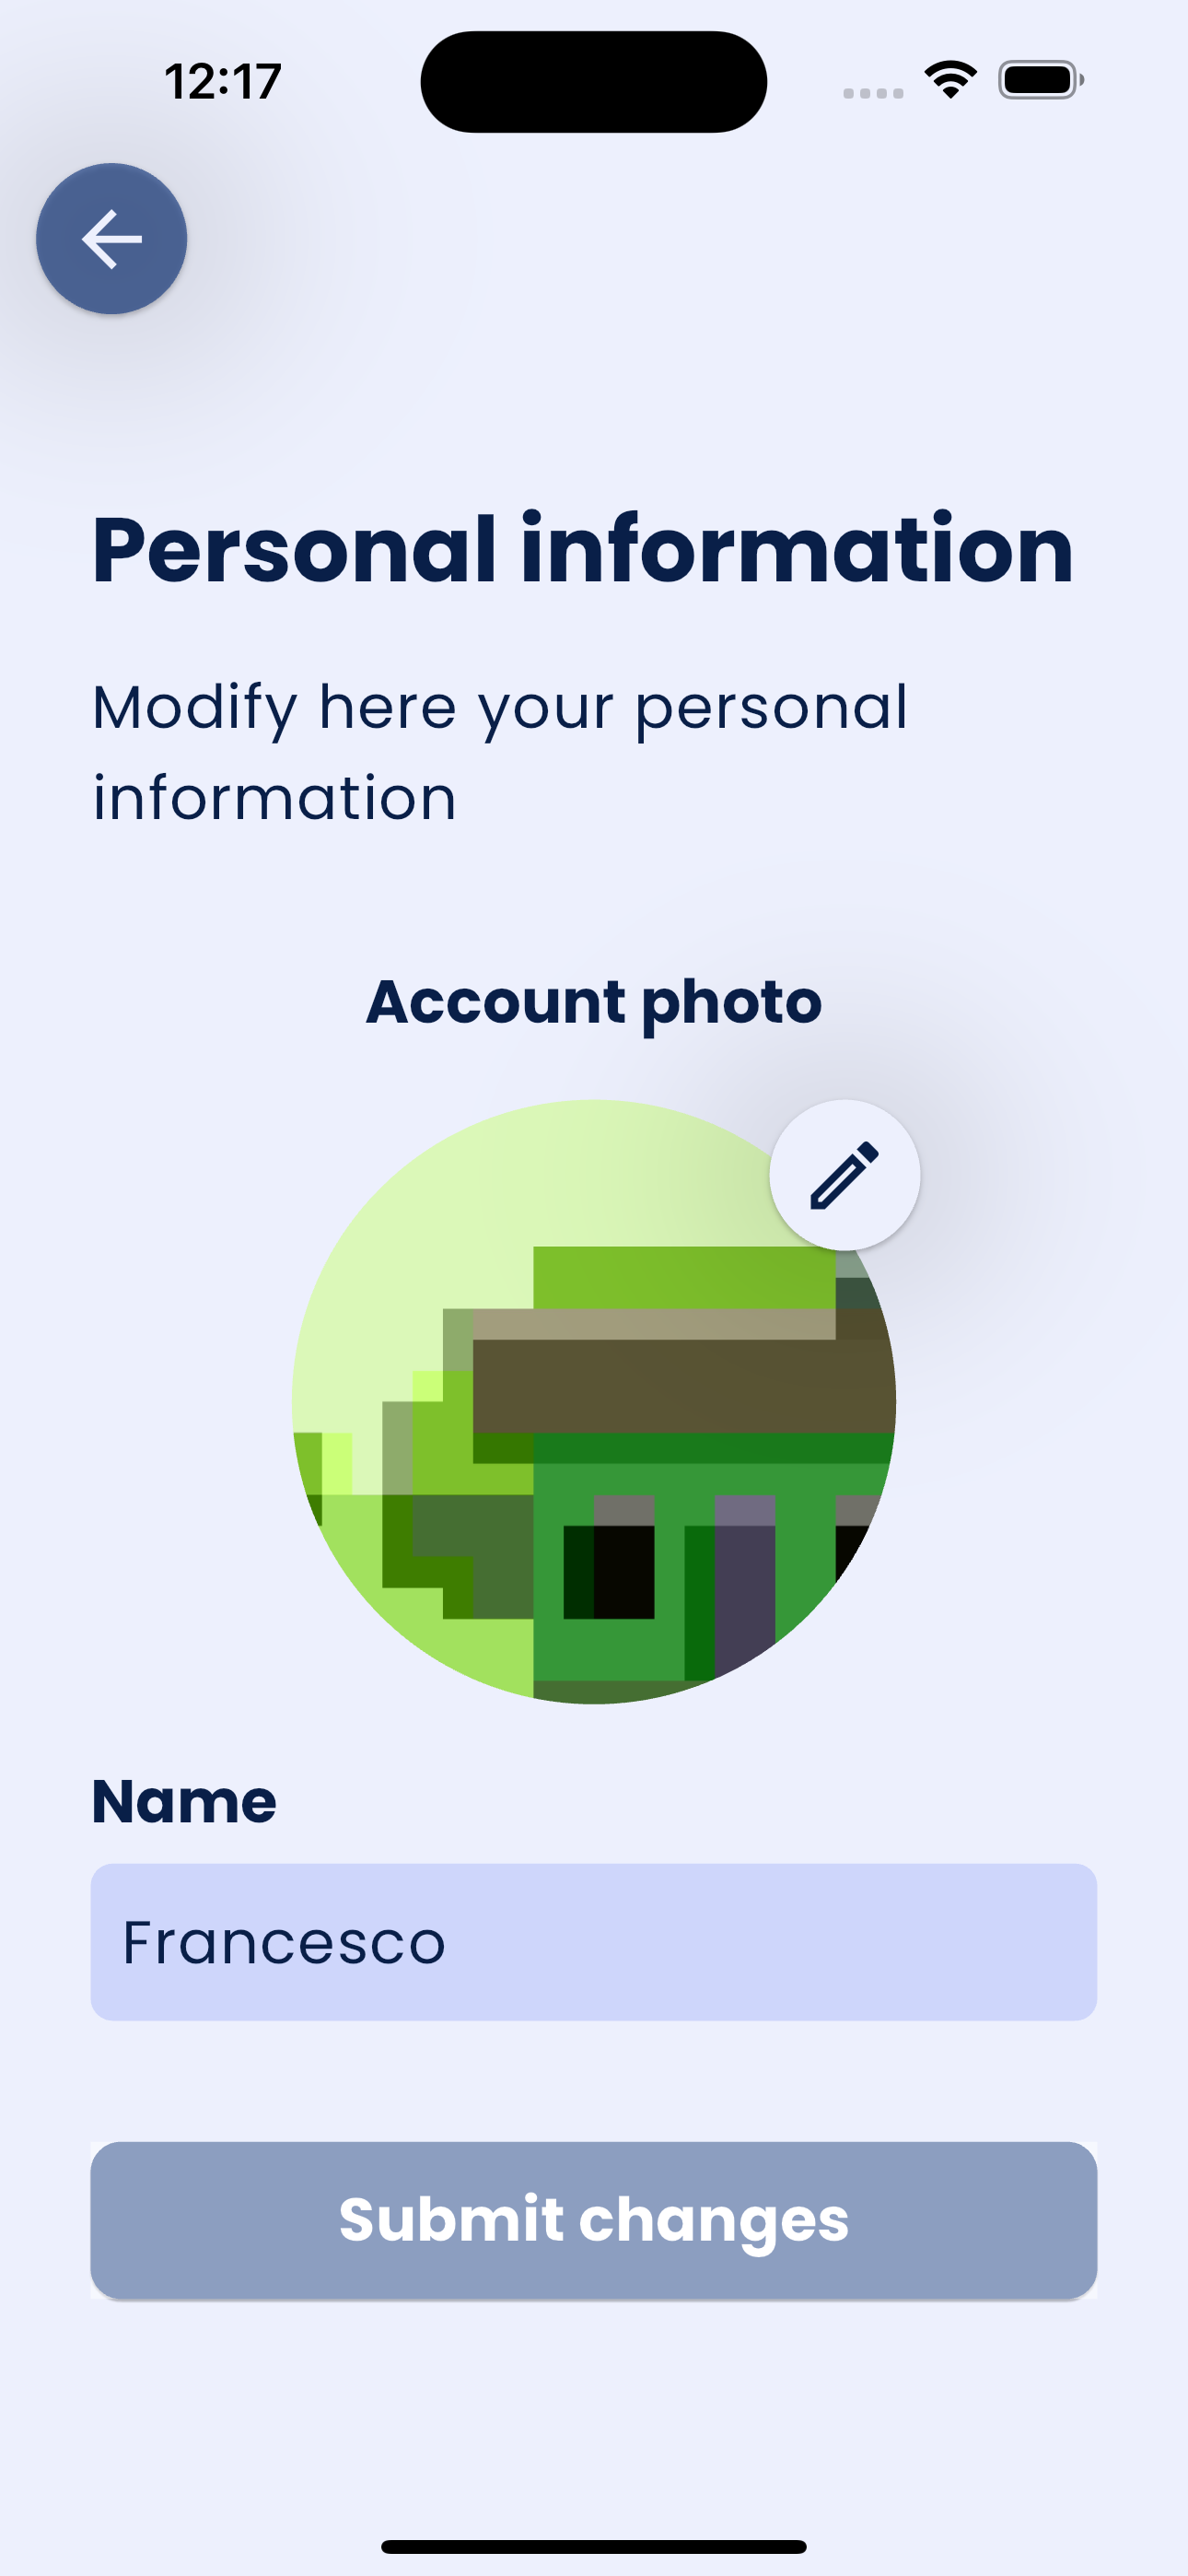 12:17
Personal information
Modify here your personal
information
Account photo
Name
Francesco
Submit changes